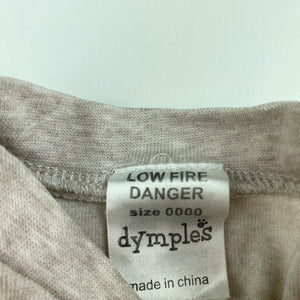 LOW FIRE
DANGER
size 0000
dymples
made in china